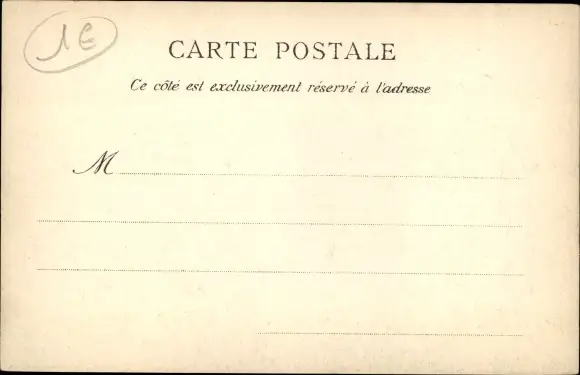 1€
CARTE POSTALE
Ce côté est exclusivement réservé à l'adresse
M